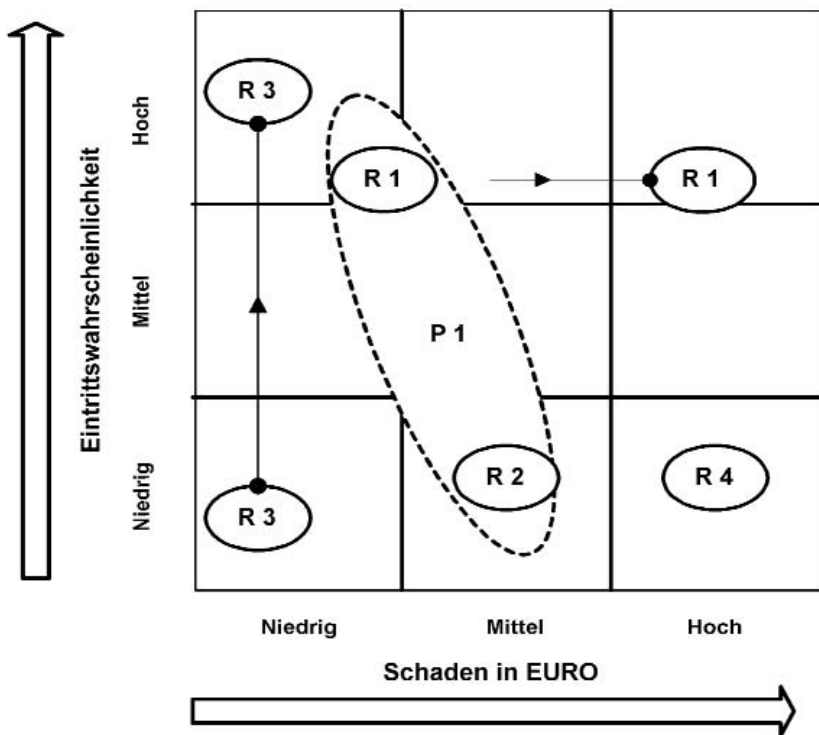 Eintrittswahrscheinlichkeit
Hoch
Mittel
Niedrig
R 3
R 1
R 1
P 1
R 2
R 4
R 3
Niedrig
Mittel
Hoch
Schaden in EURO